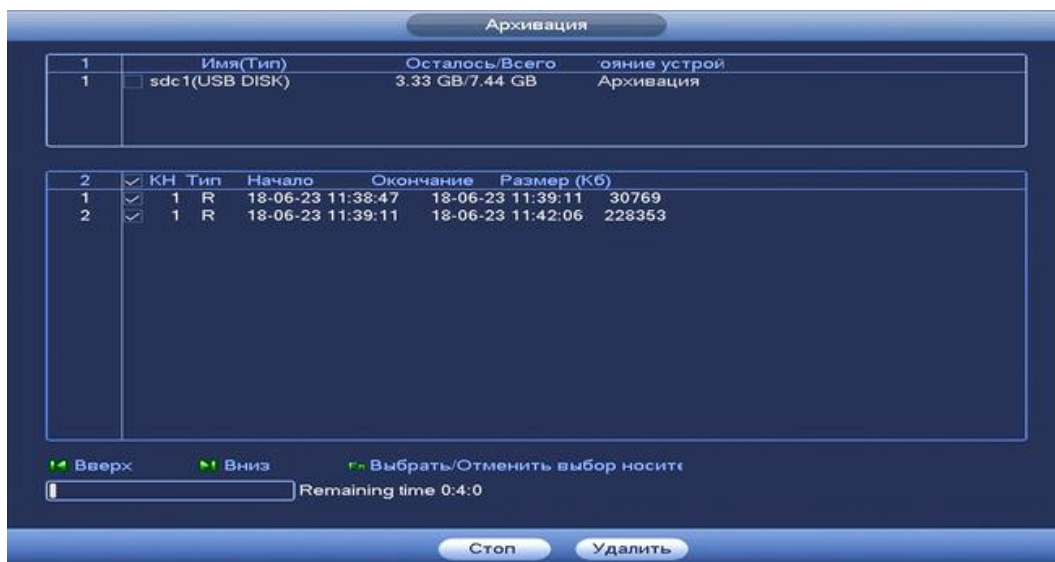 Архивация
1 Имя(Тип) Осталось/Всего ояние устрой
1 sdc1(USB DISK) 3.33 GB/7.44 GB Архивация
2 КН Тип Начало Окончание Размер (Кб)
1 1 R 18-06-23 11:38:47 18-06-23 11:39:11 30769
2 1 R 18-06-23 11:39:11 18-06-23 11:42:06 228353
Вверх Вниз Fn Выбрать/Отменить выбор носите
Remaining time 0:4:0
Стоп Удалить